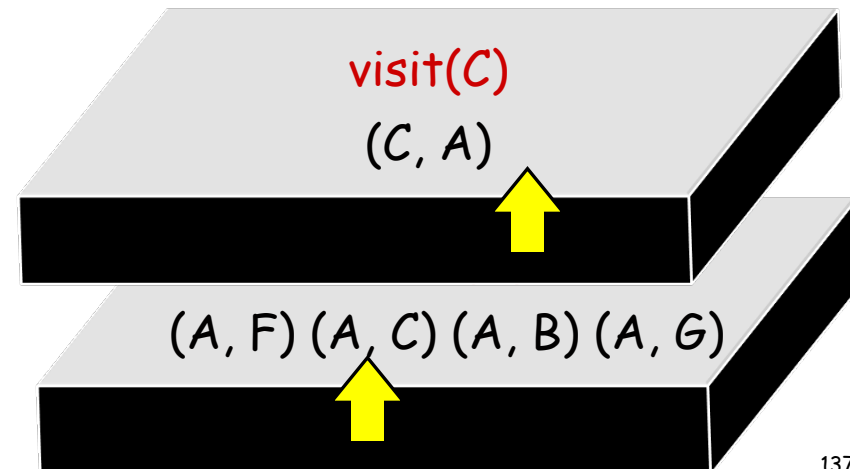 visit(C)
(C, A)
(A, F) (A, C) (A, B) (A, G)
137